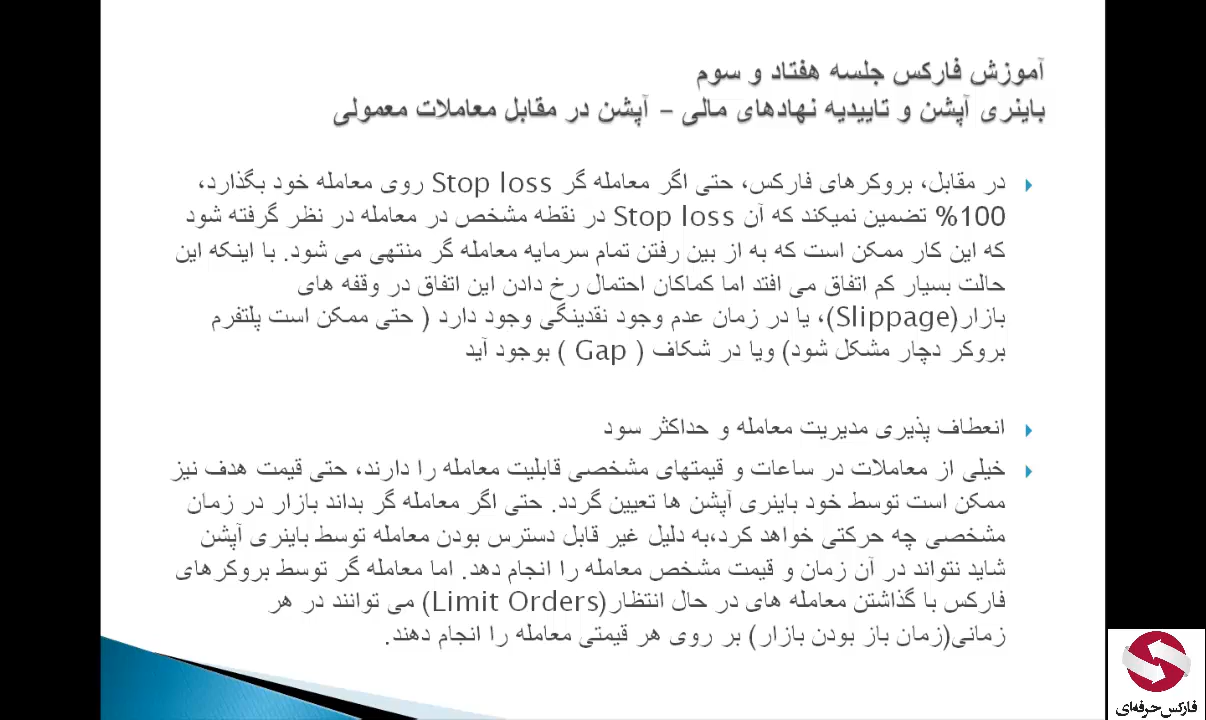 آموزش فارکس جلسه هفتاد و سوم
باینری آپشن و تاییدیه نهادهای مالی – آپشن در مقابل معاملات معمولی
در مقابل، بروکرهای فارکس، حتی اگر معامله گر Stop loss روی معامله خود بگذارد،
100% تضمین نمیکند که آن Stop loss در نقطه مشخص در معامله در نظر گرفته شود
که این کار ممکن است که به از بین رفتن تمام سرمایه معامله گر منتهی می شود. با اینکه این
حالت بسیار کم اتفاق می افتد اما کماکان احتمال رخ دادن این اتفاق در وقفه های
بازار(Slippage)، یا در زمان عدم وجود نقدینگی وجود دارد ( حتی ممکن است پلتفرم
بروکر دچار مشکل شود) ویا در شکاف ( Gap ) بوجود آید
انعطاف پذیری مدیریت معامله و حداکثر سود
خیلی از معاملات در ساعات و قیمتهای مشخصی قابلیت معامله را دارند، حتی قیمت هدف نیز
ممکن است توسط خود باینری آپشن ها تعیین گردد. حتی اگر معامله گر بداند بازار در زمان
مشخصی چه حرکتی خواهد کرد،به دلیل غیر قابل دسترس بودن معامله توسط باینری آپشن
شاید نتواند در آن زمان و قیمت مشخص معامله را انجام دهد. اما معامله گر توسط بروکرهای
فارکس با گذاشتن معامله های در حال انتظار(Limit Orders) می توانند در هر
زمانی(زمان باز بودن بازار) بر روی هر قیمتی معامله را انجام دهند.
فارکس حرفه‌ای